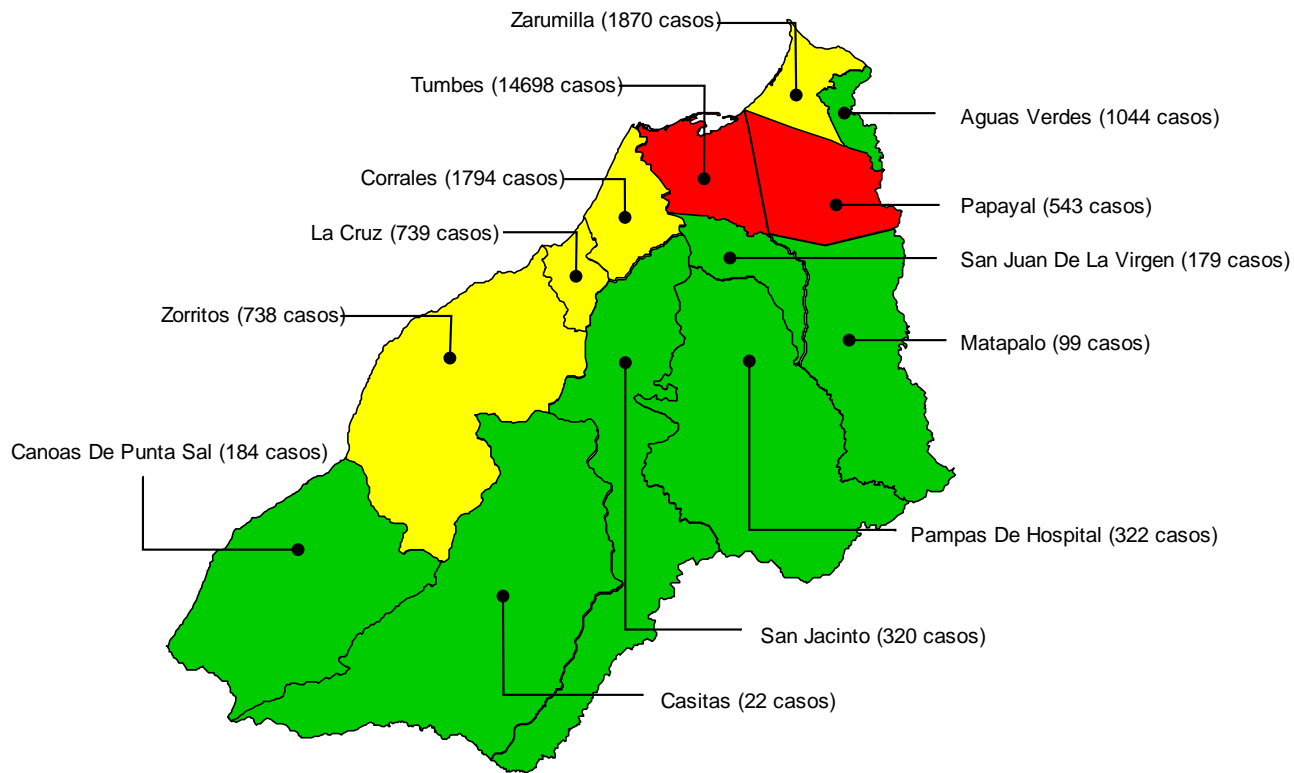 Zarumilla (1870 casos)
Tumbes (14698 casos)
Aguas Verdes (1044 casos)
Corrales (1794 casos)
Papayal (543 casos)
La Cruz (739 casos)
San Juan De La Virgen (179 casos)
Zorritos (738 casos)
Matapalo (99 casos)
Canoas De Punta Sal (184 casos)
Pampas De Hospital (322 casos)
San Jacinto (320 casos)
Casitas (22 casos)